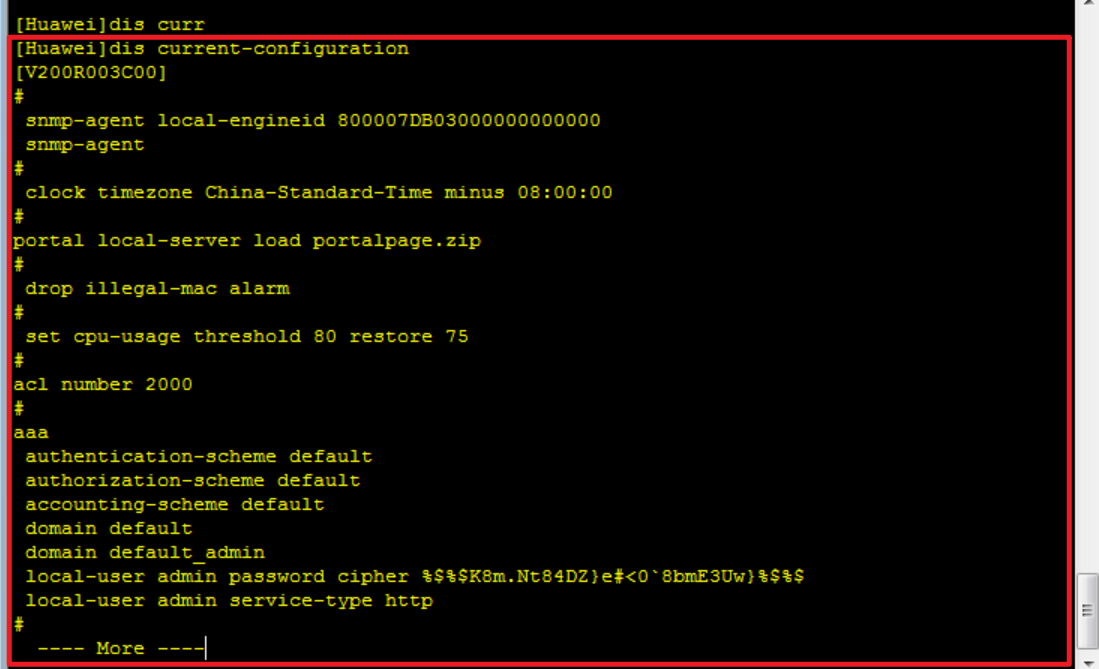 [Huawei]dis curr
[Huawei]dis current-configuration
[V200R003C00]
#
snmp-agent local-engineid 800007DB03000000000000
snmp-agent
#
clock timezone China-Standard-Time minus 08:00:00
#
portal local-server load portalpage.zip
#
drop illegal-mac alarm
#
set cpu-usage threshold 80 restore 75
#
acl number 2000
#
aaa
authentication-scheme default
authorization-scheme default
accounting-scheme default
domain default
domain default_admin
local-user admin password cipher %$%$K8m.Nt84DZ}e#<0`8bmE3Uw}%$%$
local-user admin service-type http
#
---- More ----